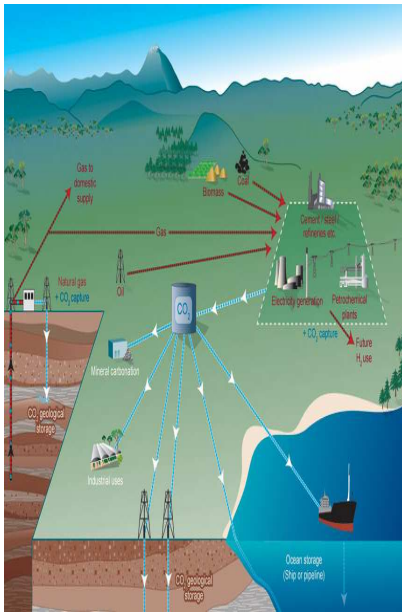 Gas to
domestic
supply
Biomass
Coal
Cement / steel /
refineries etc.
Gas
Natural gas
+ CO₂ capture
Oil
CO₂
Electricity generation
Petrochemical
plants
+ CO₂ capture
Future
H₂ use
Mineral carbonation
CO₂ geological
storage
Industrial uses
CO₂ geological
storage
Ocean storage
(Ship or pipeline)